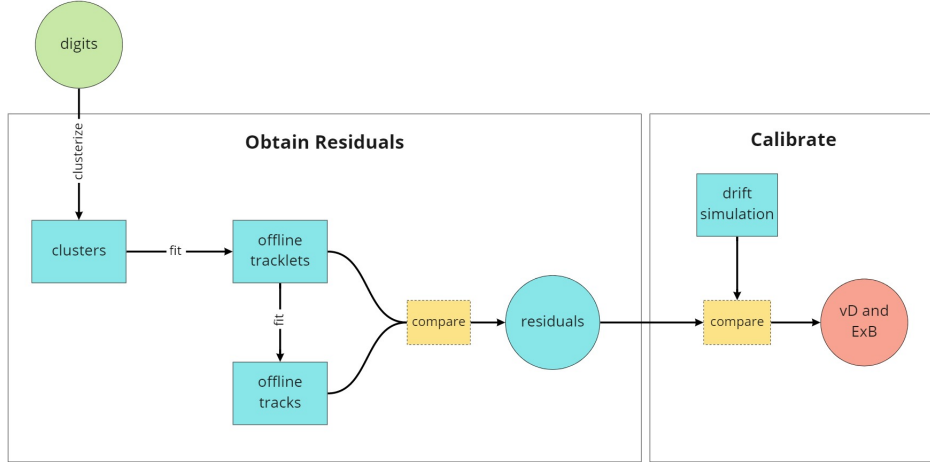 digits
clusterize
Obtain Residuals
Calibrate
clusters
fit
offline
tracklets
fit
offline
tracks
compare
residuals
drift
simulation
compare
vD and
ExB